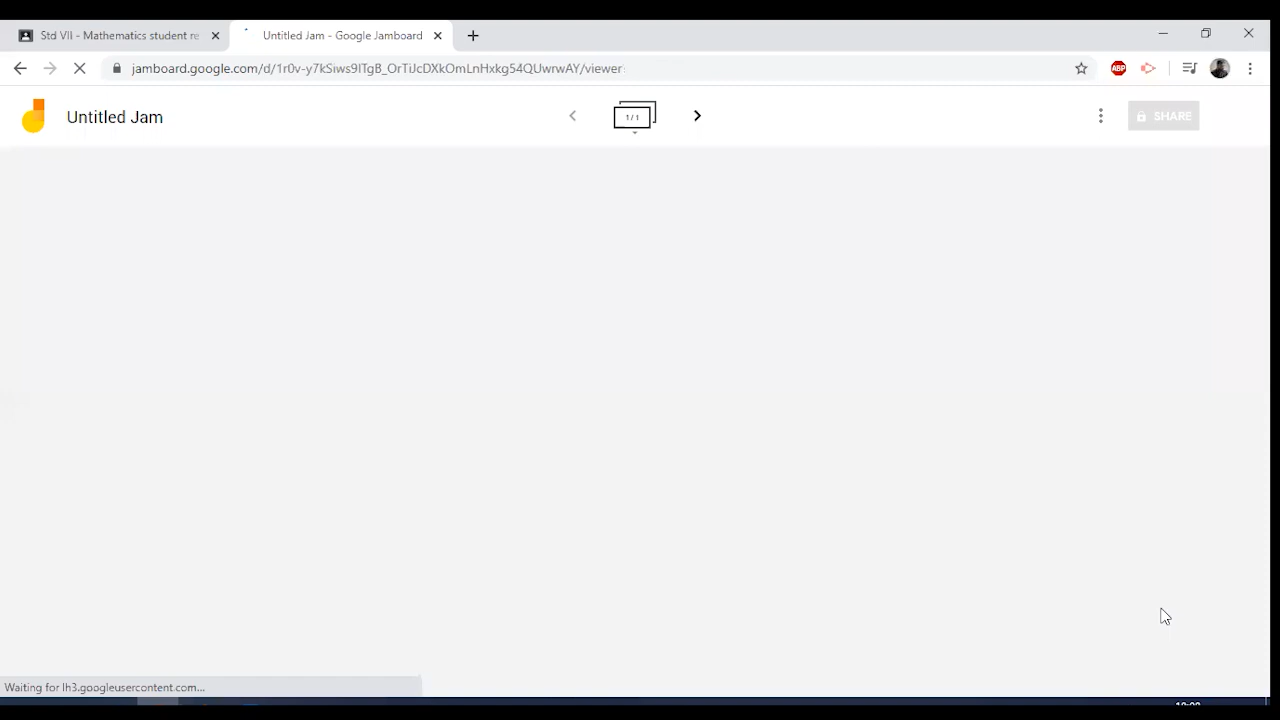 Std VII - Mathematics student re
Untitled Jam - Google Jamboard
jamboard.google.com/d/1r0v-y7kSiws9lTgB_OrTiJcDXkOmLnHxkg54QUwrwAY/viewer
ABP
Untitled Jam
1 / 1
SHARE
Waiting for lh3.googleusercontent.com...